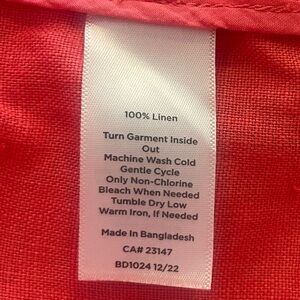 100% Linen
Turn Garment Inside
Out
Machine Wash Cold
Gentle Cycle
Only Non-Chlorine
Bleach When Needed
Tumble Dry Low
Warm Iron, If Needed
Made In Bangladesh
CA# 23147
BD1024 12/22